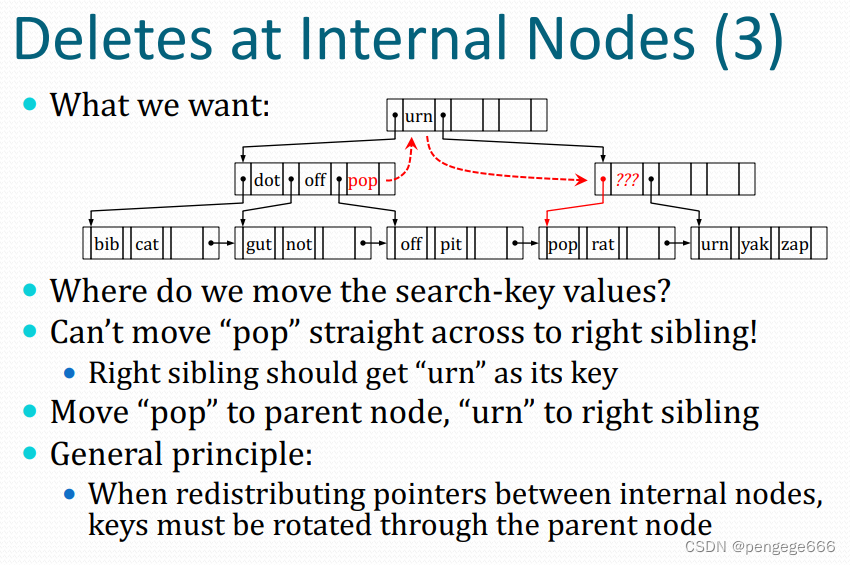 Deletes at Internal Nodes (3)
What we want:
urn
dot off pop
???
bib cat
gut not
off pit
pop rat
urn yak zap
Where do we move the search-key values?
Can’t move “pop” straight across to right sibling!
Right sibling should get “urn” as its key
Move “pop” to parent node, “urn” to right sibling
General principle:
When redistributing pointers between internal nodes,
keys must be rotated through the parent node
CSDN @pengege666